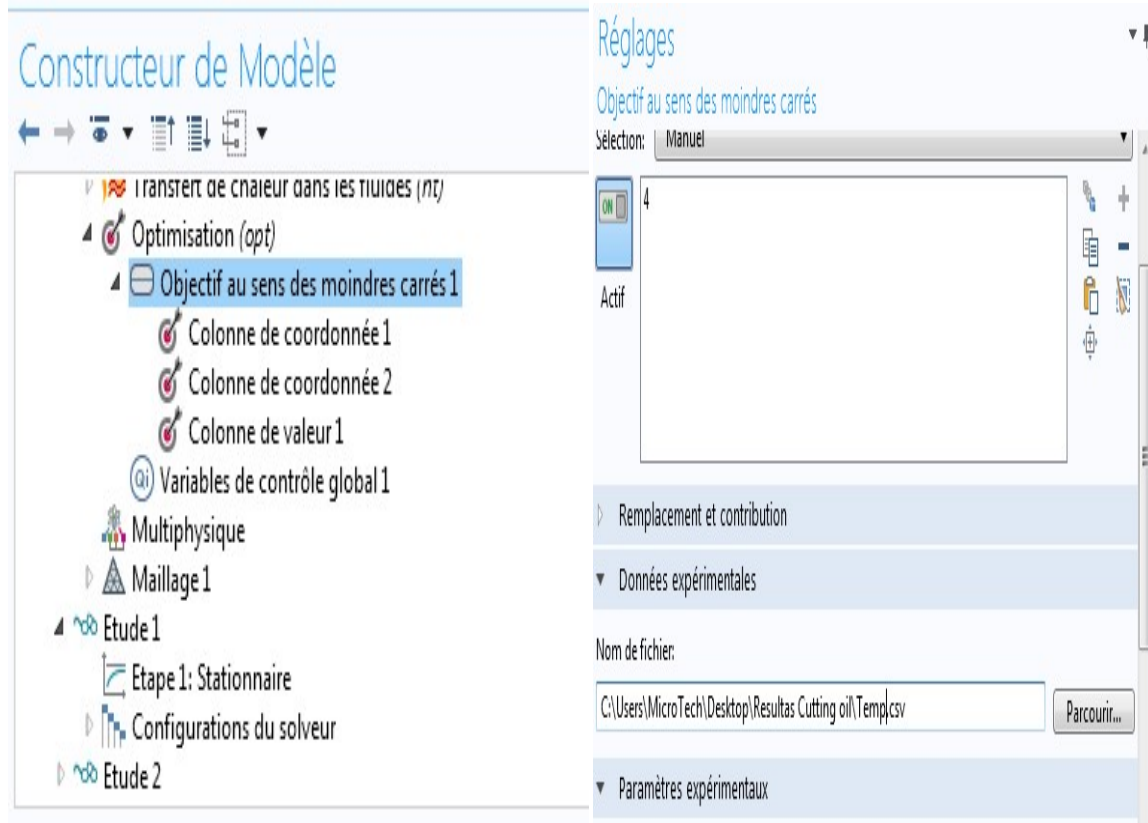 Constructeur de Modèle
Transfert de chaleur dans les fluides (ht)
Optimisation (opt)
Objectif au sens des moindres carrés 1
Colonne de coordonnée 1
Colonne de coordonnée 2
Colonne de valeur 1
Qi
Variables de contrôle global 1
Multiphysique
Maillage 1
Etude 1
Etape 1: Stationnaire
Configurations du solveur
Etude 2
Réglages
Objectif au sens des moindres carrés
Sélection: Manuel
ON
4
Actif
Remplacement et contribution
Données expérimentales
Nom de fichier:
C:\Users\MicroTech\Desktop\Resultas Cutting oil\Temp.csv
Parcourir...
Paramètres expérimentaux